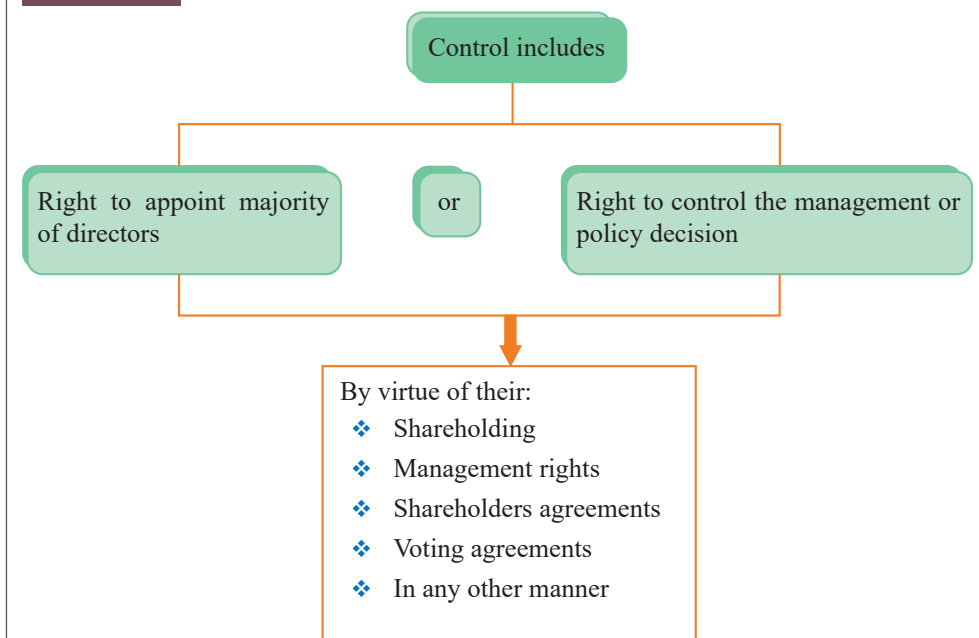 Control includes
Right to appoint majority
of directors
or
Right to control the management or
policy decision
By virtue of their:
❖ Shareholding
❖ Management rights
❖ Shareholders agreements
❖ Voting agreements
❖ In any other manner